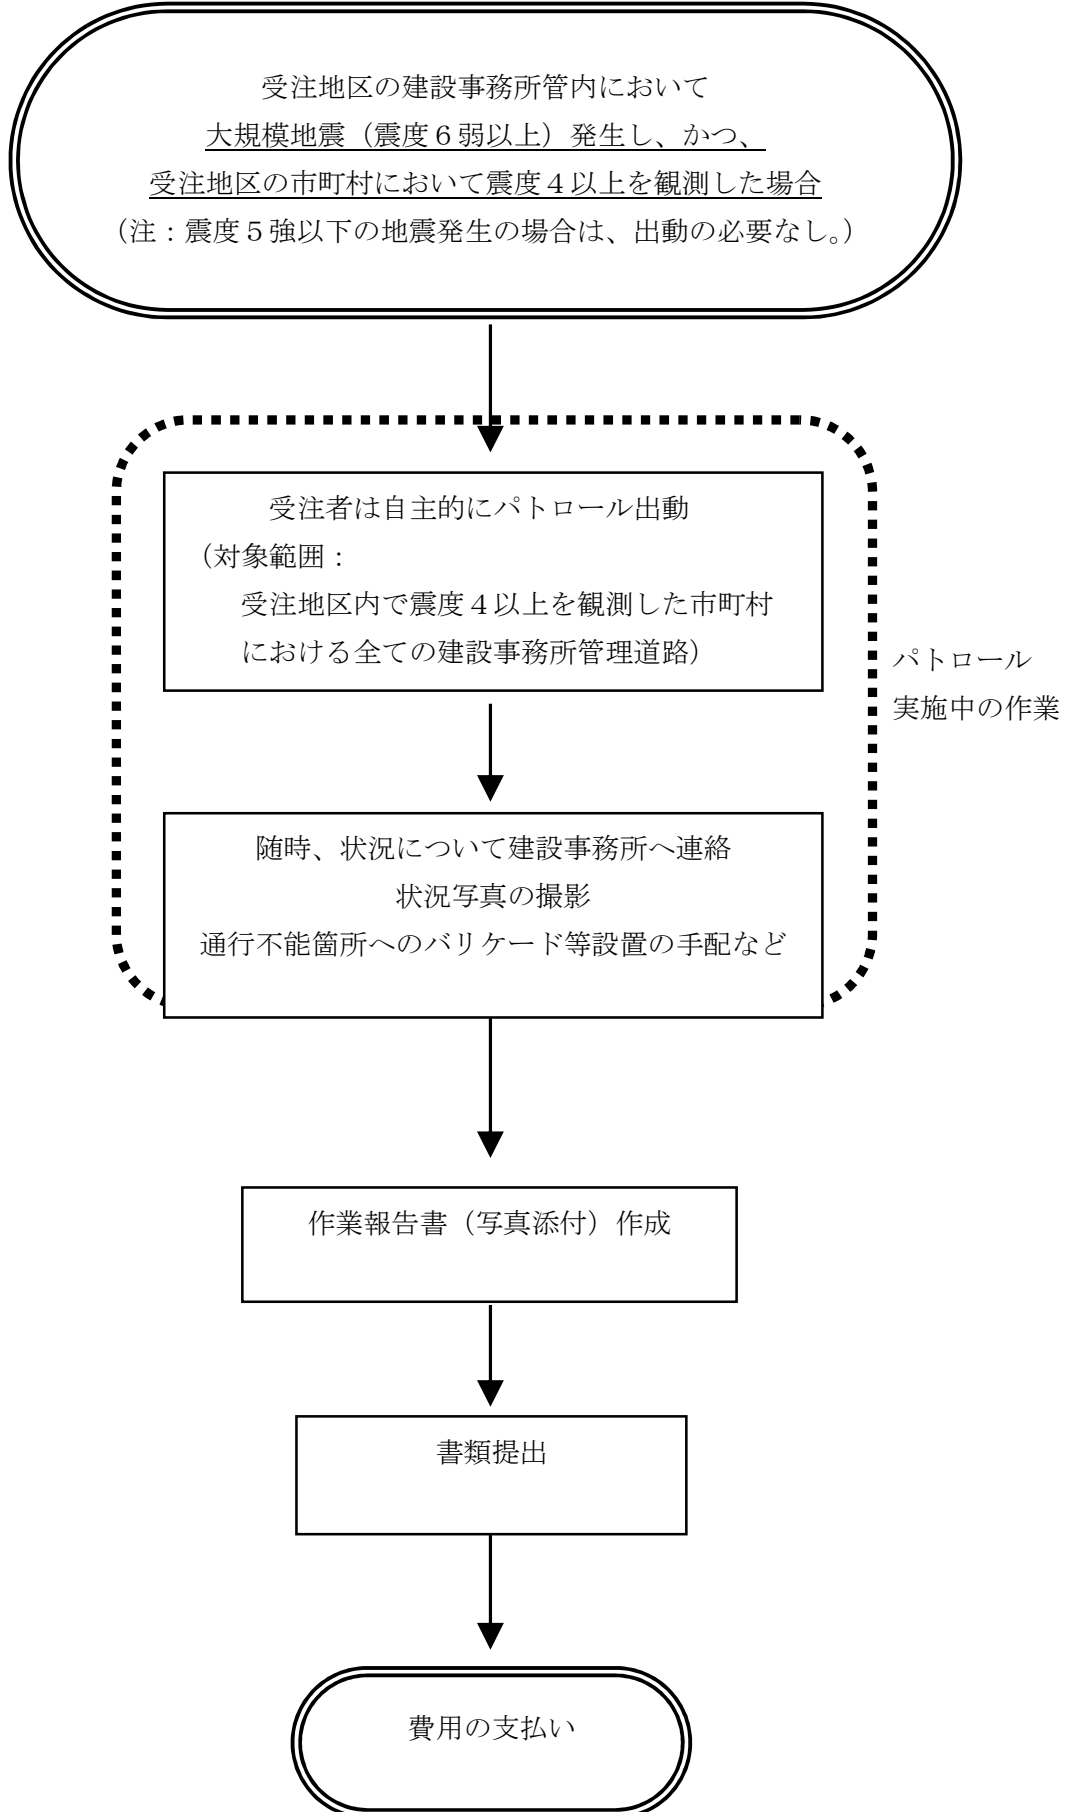 受注地区の建設事務所管内において
大規模地震（震度６弱以上）発生し、かつ、
受注地区の市町村において震度４以上を観測した場合
（注：震度５強以下の地震発生の場合は、出動の必要なし。）
受注者は自主的にパトロール出動
（対象範囲：
受注地区内で震度４以上を観測した市町村
における全ての建設事務所管理道路）
パトロール
実施中の作業
随時、状況について建設事務所へ連絡
状況写真の撮影
通行不能箇所へのバリケード等設置の手配など
作業報告書（写真添付）作成
書類提出
費用の支払い